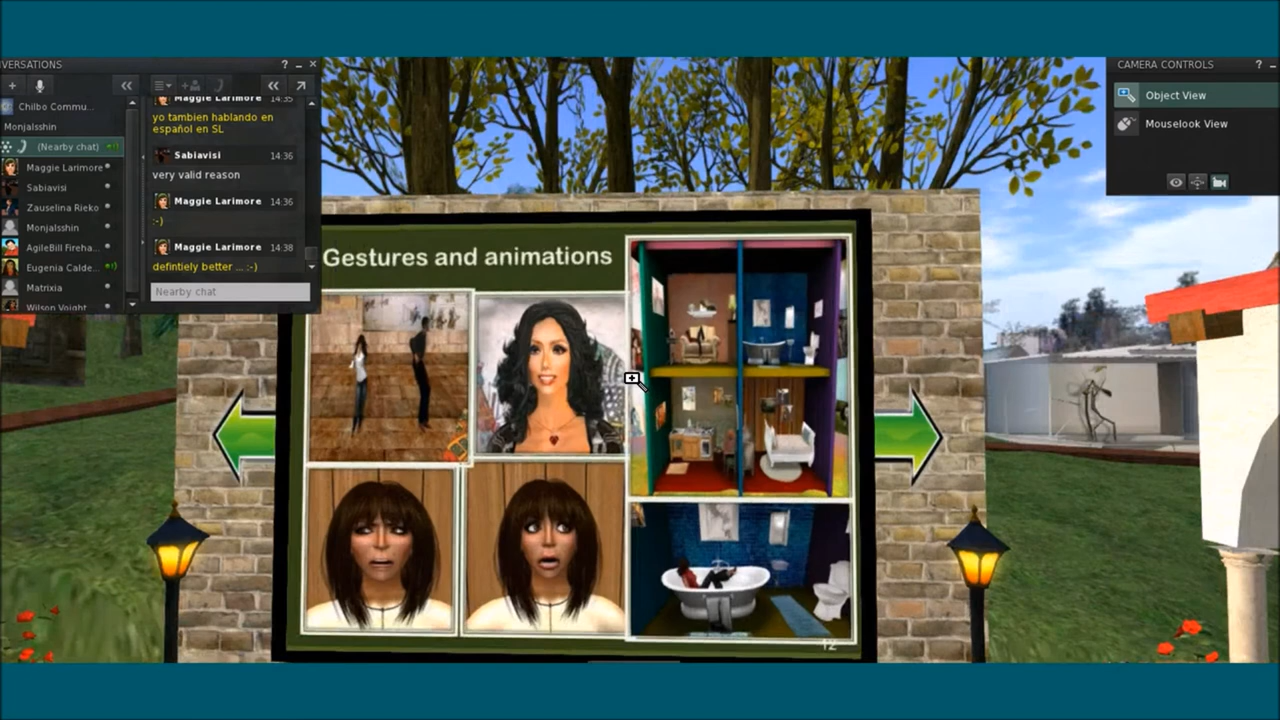 VERSATIONS
? _ ×
Chilbo Commu...
Monjalsshin
(Nearby chat)
Maggie Larimore
Sabiavisi
Zauselina Rieko
Monjalsshin
AgileBill Fireha...
Eugenia Calde...
Matrixia
Wilson Voight
Maggie Larimore 14:35
yo tambien hablando en
español en SL
Sabiavisi 14:36
very valid reason
Maggie Larimore 14:36
:-)
Maggie Larimore 14:38
defintiely better ... :-)
Nearby chat
CAMERA CONTROLS ? _
Object View
Mouselook View
Gestures and animations
12